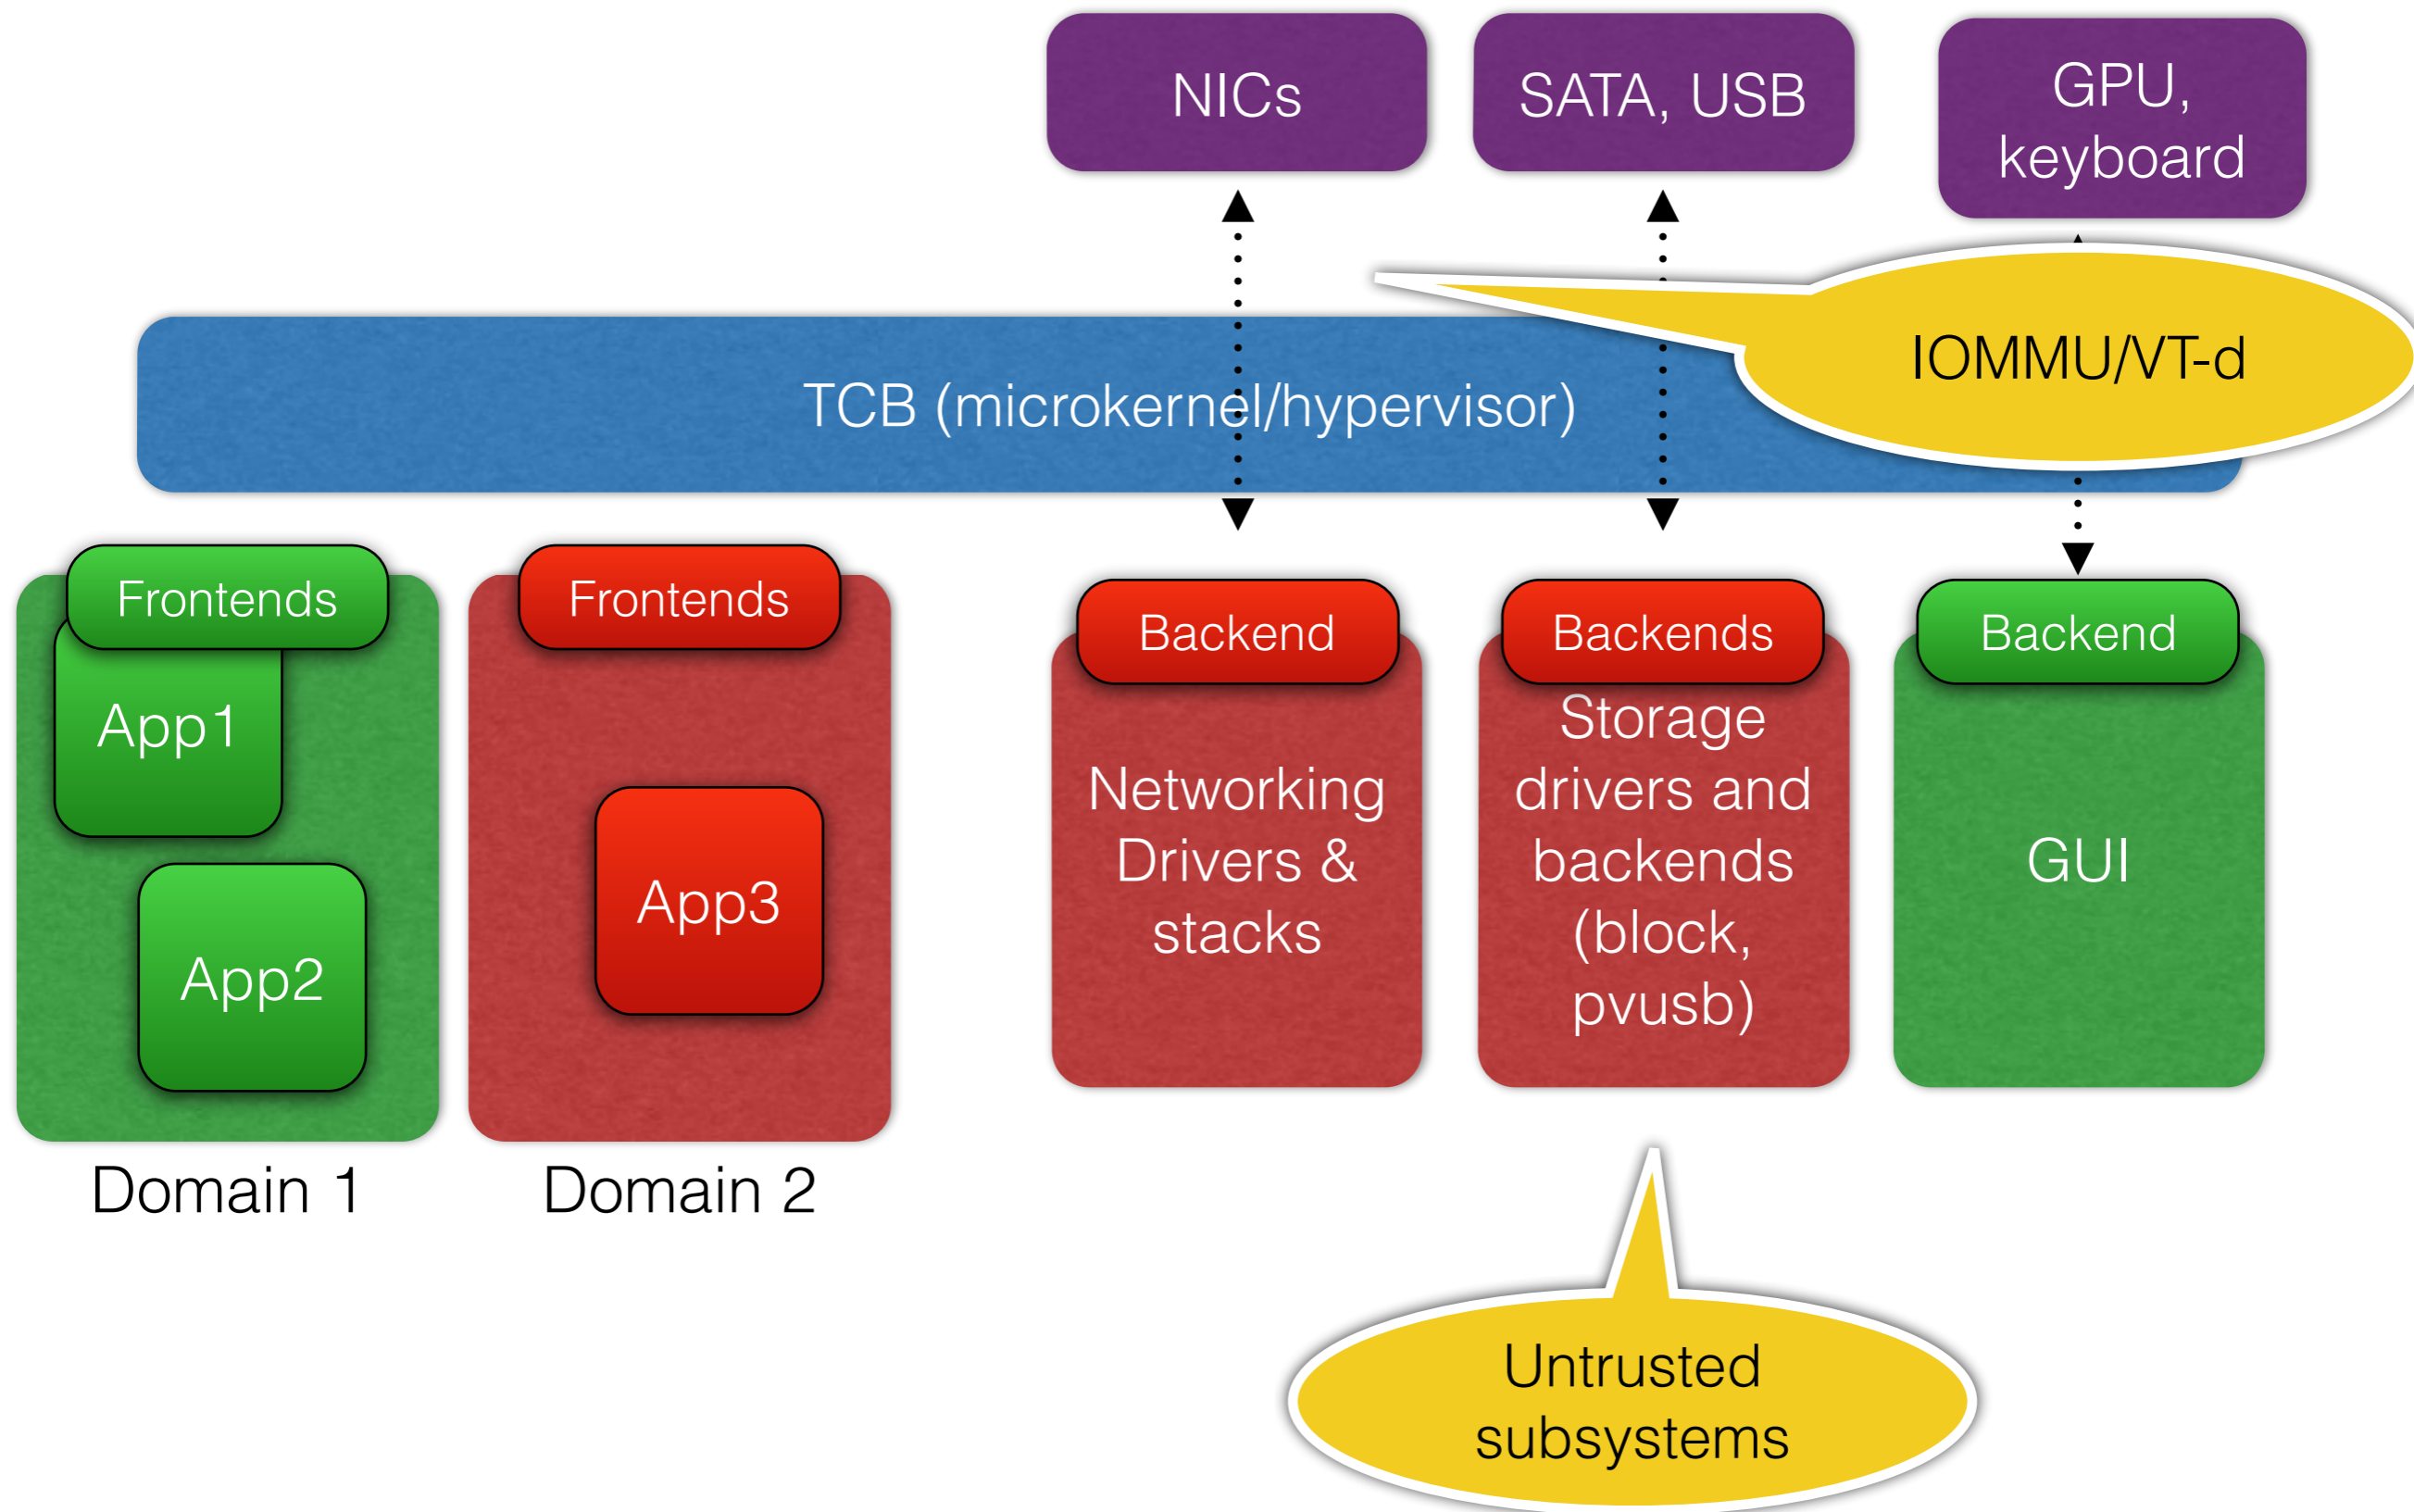 NICs
SATA, USB
GPU,
keyboard
IOMMU/VT-d
TCB (microkernel/hypervisor)
Frontends
App1
App2
Domain 1
Frontends
App3
Domain 2
Backend
Networking
Drivers &
stacks
Backends
Storage
drivers and
backends
(block,
pvusb)
Backend
GUI
Untrusted
subsystems